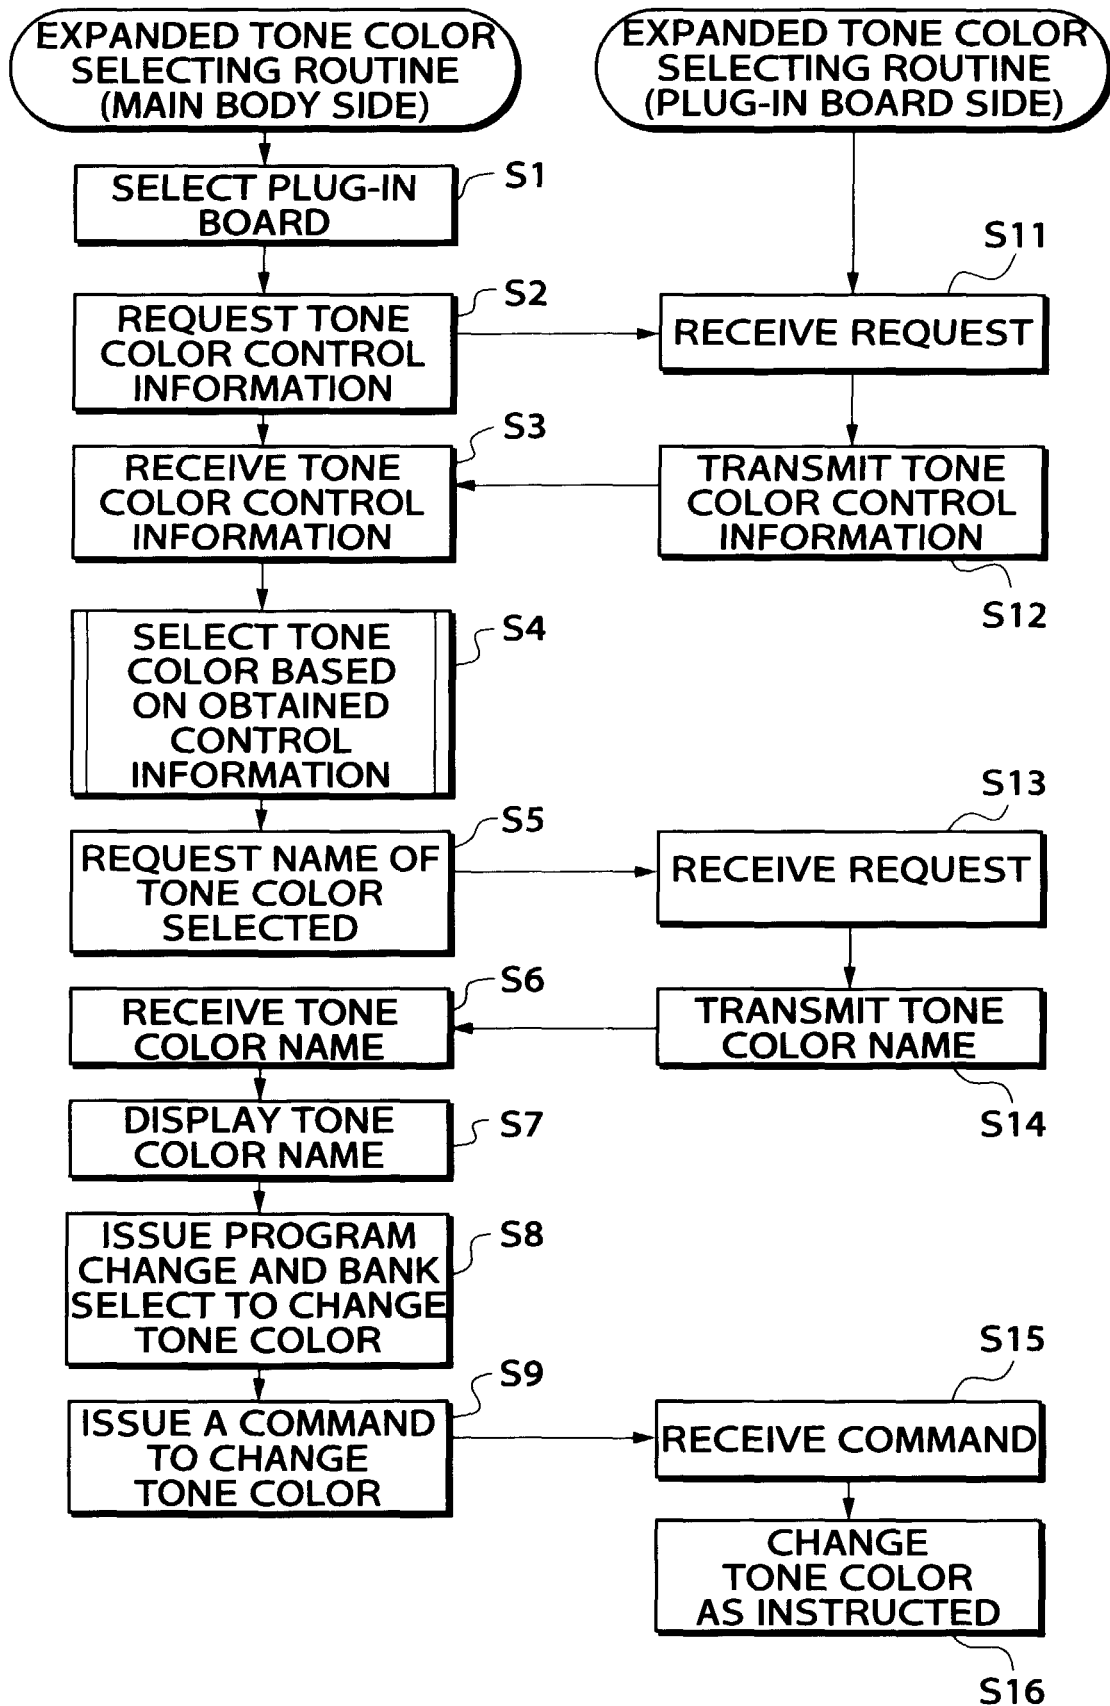 EXPANDED TONE COLOR
SELECTING ROUTINE
(MAIN BODY SIDE)
EXPANDED TONE COLOR
SELECTING ROUTINE
(PLUG-IN BOARD SIDE)
SELECT PLUG-IN
BOARD
S1
REQUEST TONE
COLOR CONTROL
INFORMATION
S2
RECEIVE REQUEST
S11
RECEIVE TONE
COLOR CONTROL
INFORMATION
S3
TRANSMIT TONE
COLOR CONTROL
INFORMATION
S12
SELECT TONE
COLOR BASED
ON OBTAINED
CONTROL
INFORMATION
S4
REQUEST NAME OF
TONE COLOR
SELECTED
S5
RECEIVE REQUEST
S13
RECEIVE TONE
COLOR NAME
S6
TRANSMIT TONE
COLOR NAME
S14
DISPLAY TONE
COLOR NAME
S7
ISSUE PROGRAM
CHANGE AND BANK
SELECT TO CHANGE
TONE COLOR
S8
ISSUE A COMMAND
TO CHANGE
TONE COLOR
S9
RECEIVE COMMAND
S15
CHANGE
TONE COLOR
AS INSTRUCTED
S16